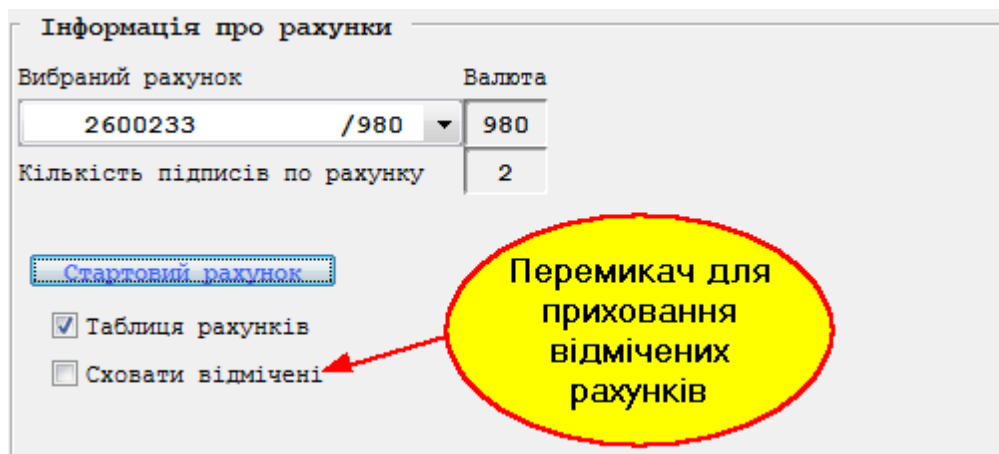 Інформація про рахунки
Вибраний рахунок Валюта
2600233 /980 980
Кількість підписів по рахунку 2
Стартовий рахунок
Таблиця рахунків
Сховати відмічені
Перемикач для
приховання
відмічених
рахунків